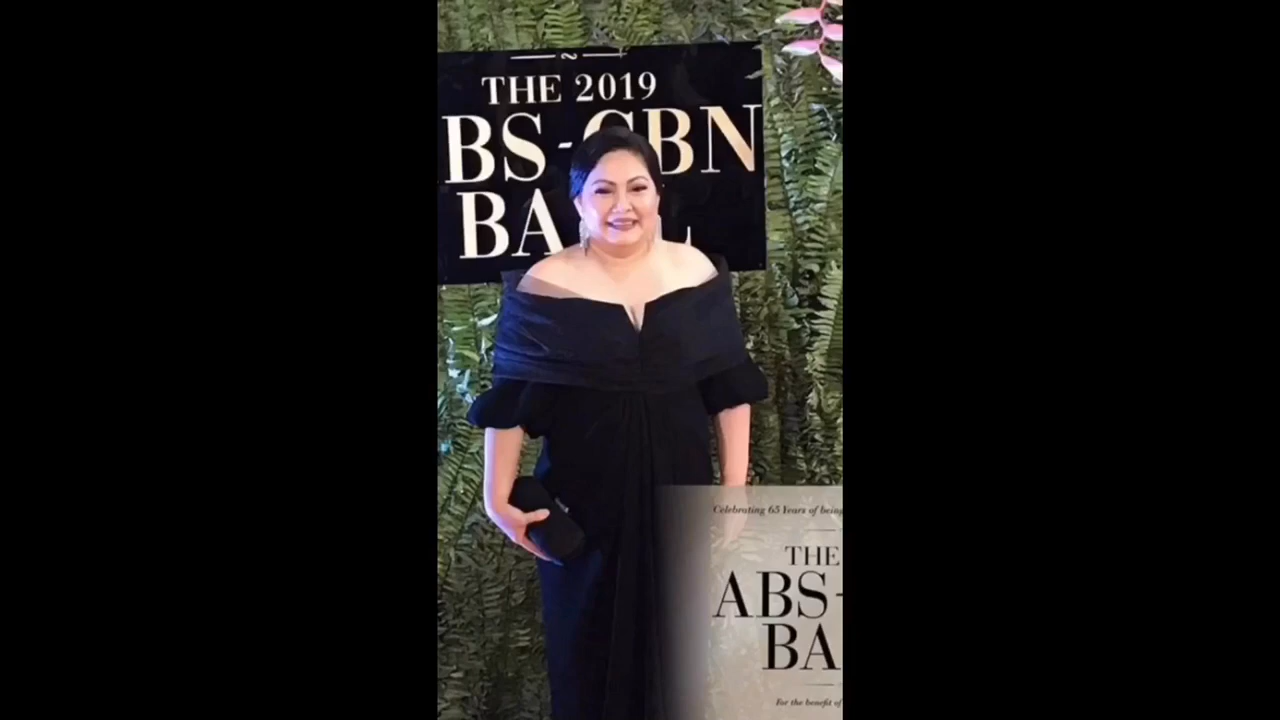 THE 2019
BS-CBN
BA L
Celebrating 65 Years of being
THE
ABS-
BA
For the benefit of